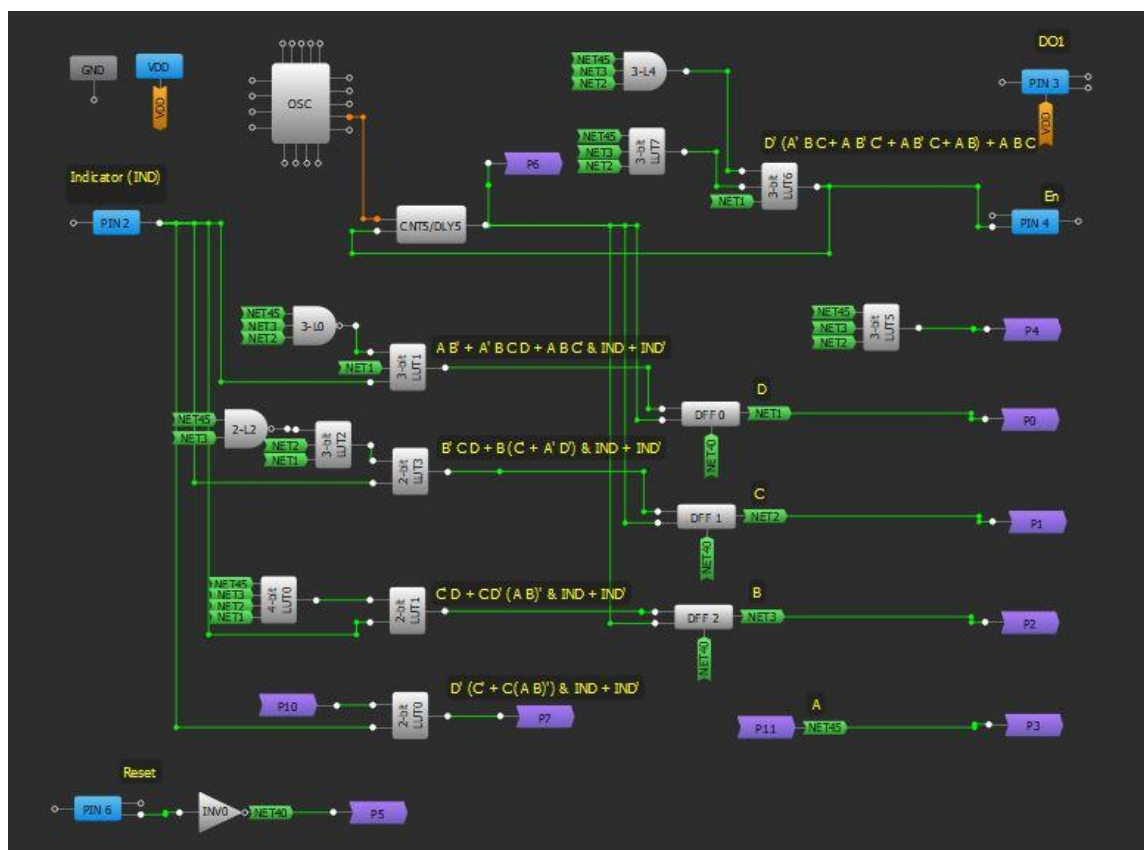 DO1
GND
VDD
VDD
OSC
NET45
NET3
NET2
3-L4
PIN 3
VDD
NET45
NET3
NET2
3-bit
LUT7
D' (A' B C + A B' C' + A B' C + A B) + A B C
P6
Indicator (IND)
NET1
3-bit
LUT6
En
PIN 2
CNT5/DLY5
PIN 4
NET45
NET3
NET2
3-L0
NET45
NET3
NET2
3-bit
LUT5
P4
A B' + A' B C D + A B C' & IND + IND'
NET1
3-bit
LUT1
D
NET45
NET3
2-L2
DFF 0
NET1
P0
NET40
NET2
NET1
3-bit
LUT2
B' C D + B (C' + A' D') & IND + IND'
2-bit
LUT3
C
DFF 1
NET2
P1
NET40
NET45
NET3
NET2
NET1
4-bit
LUT0
C' D + CD' (A B)' & IND + IND'
2-bit
LUT1
B
DFF 2
NET3
P2
NET40
D' (C' + C(A B)') & IND + IND'
P10
2-bit
LUT0
P7
A
P11
NET45
P3
Reset
PIN 6
INV0
NET40
P5